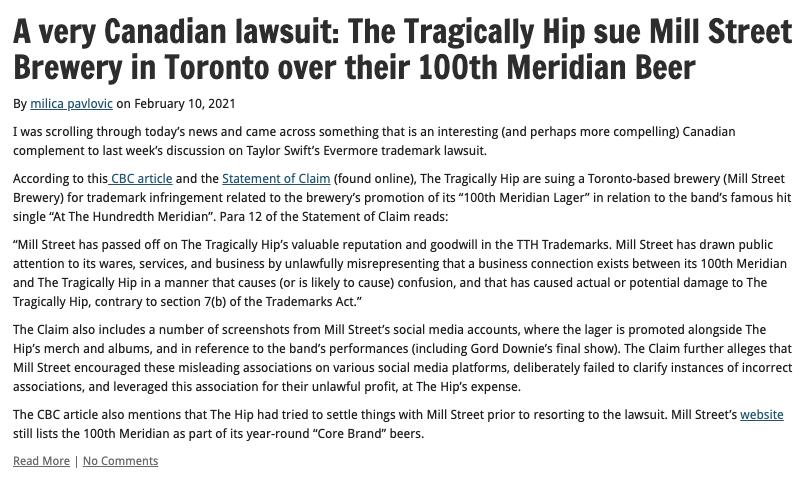 A very Canadian lawsuit: The Tragically Hip sue Mill Street
Brewery in Toronto over their 100th Meridian Beer
By milica pavlovic on February 10, 2021
I was scrolling through today’s news and came across something that is an interesting (and perhaps more compelling) Canadian
complement to last week’s discussion on Taylor Swift’s Evermore trademark lawsuit.
According to this CBC article and the Statement of Claim (found online), The Tragically Hip are suing a Toronto-based brewery (Mill Street
Brewery) for trademark infringement related to the brewery’s promotion of its “100th Meridian Lager” in relation to the band’s famous hit
single “At The Hundredth Meridian”. Para 12 of the Statement of Claim reads:
“Mill Street has passed off on The Tragically Hip’s valuable reputation and goodwill in the TTH Trademarks. Mill Street has drawn public
attention to its wares, services, and business by unlawfully misrepresenting that a business connection exists between its 100th Meridian
and The Tragically Hip in a manner that causes (or is likely to cause) confusion, and that has caused actual or potential damage to The
Tragically Hip, contrary to section 7(b) of the Trademarks Act.”
The Claim also includes a number of screenshots from Mill Street’s social media accounts, where the lager is promoted alongside The
Hip’s merch and albums, and in reference to the band’s performances (including Gord Downie’s final show). The Claim further alleges that
Mill Street encouraged these misleading associations on various social media platforms, deliberately failed to clarify instances of incorrect
associations, and leveraged this association for their unlawful profit, at The Hip’s expense.
The CBC article also mentions that The Hip had tried to settle things with Mill Street prior to resorting to the lawsuit. Mill Street’s website
still lists the 100th Meridian as part of its year-round “Core Brand” beers.
Read More | No Comments